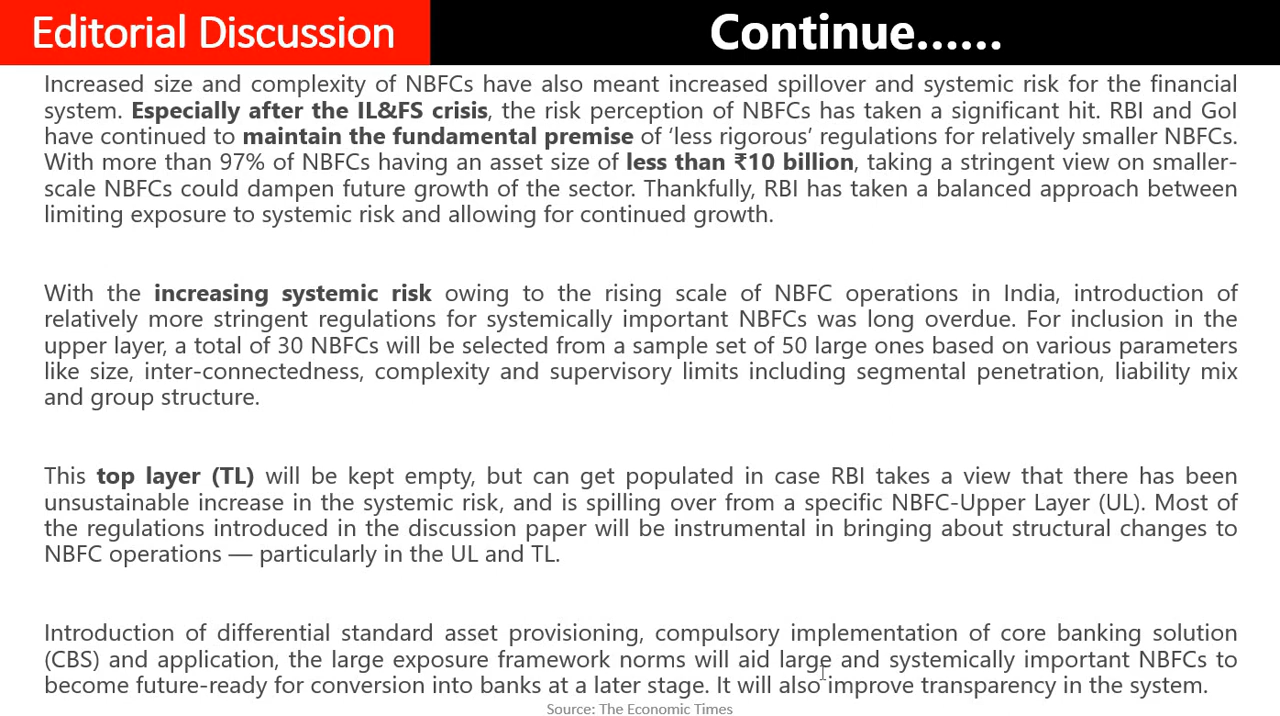 Editorial Discussion
Continue......
Increased size and complexity of NBFCs have also meant increased spillover and systemic risk for the financial
system. Especially after the IL&FS crisis, the risk perception of NBFCs has taken a significant hit. RBI and GoI
have continued to maintain the fundamental premise of ‘less rigorous’ regulations for relatively smaller NBFCs.
With more than 97% of NBFCs having an asset size of less than ₹10 billion, taking a stringent view on smaller-
scale NBFCs could dampen future growth of the sector. Thankfully, RBI has taken a balanced approach between
limiting exposure to systemic risk and allowing for continued growth.
With the increasing systemic risk owing to the rising scale of NBFC operations in India, introduction of
relatively more stringent regulations for systemically important NBFCs was long overdue. For inclusion in the
upper layer, a total of 30 NBFCs will be selected from a sample set of 50 large ones based on various parameters
like size, inter-connectedness, complexity and supervisory limits including segmental penetration, liability mix
and group structure.
This top layer (TL) will be kept empty, but can get populated in case RBI takes a view that there has been
unsustainable increase in the systemic risk, and is spilling over from a specific NBFC-Upper Layer (UL). Most of
the regulations introduced in the discussion paper will be instrumental in bringing about structural changes to
NBFC operations — particularly in the UL and TL.
Introduction of differential standard asset provisioning, compulsory implementation of core banking solution
(CBS) and application, the large exposure framework norms will aid large and systemically important NBFCs to
become future-ready for conversion into banks at a later stage. It will also improve transparency in the system.
Source: The Economic Times